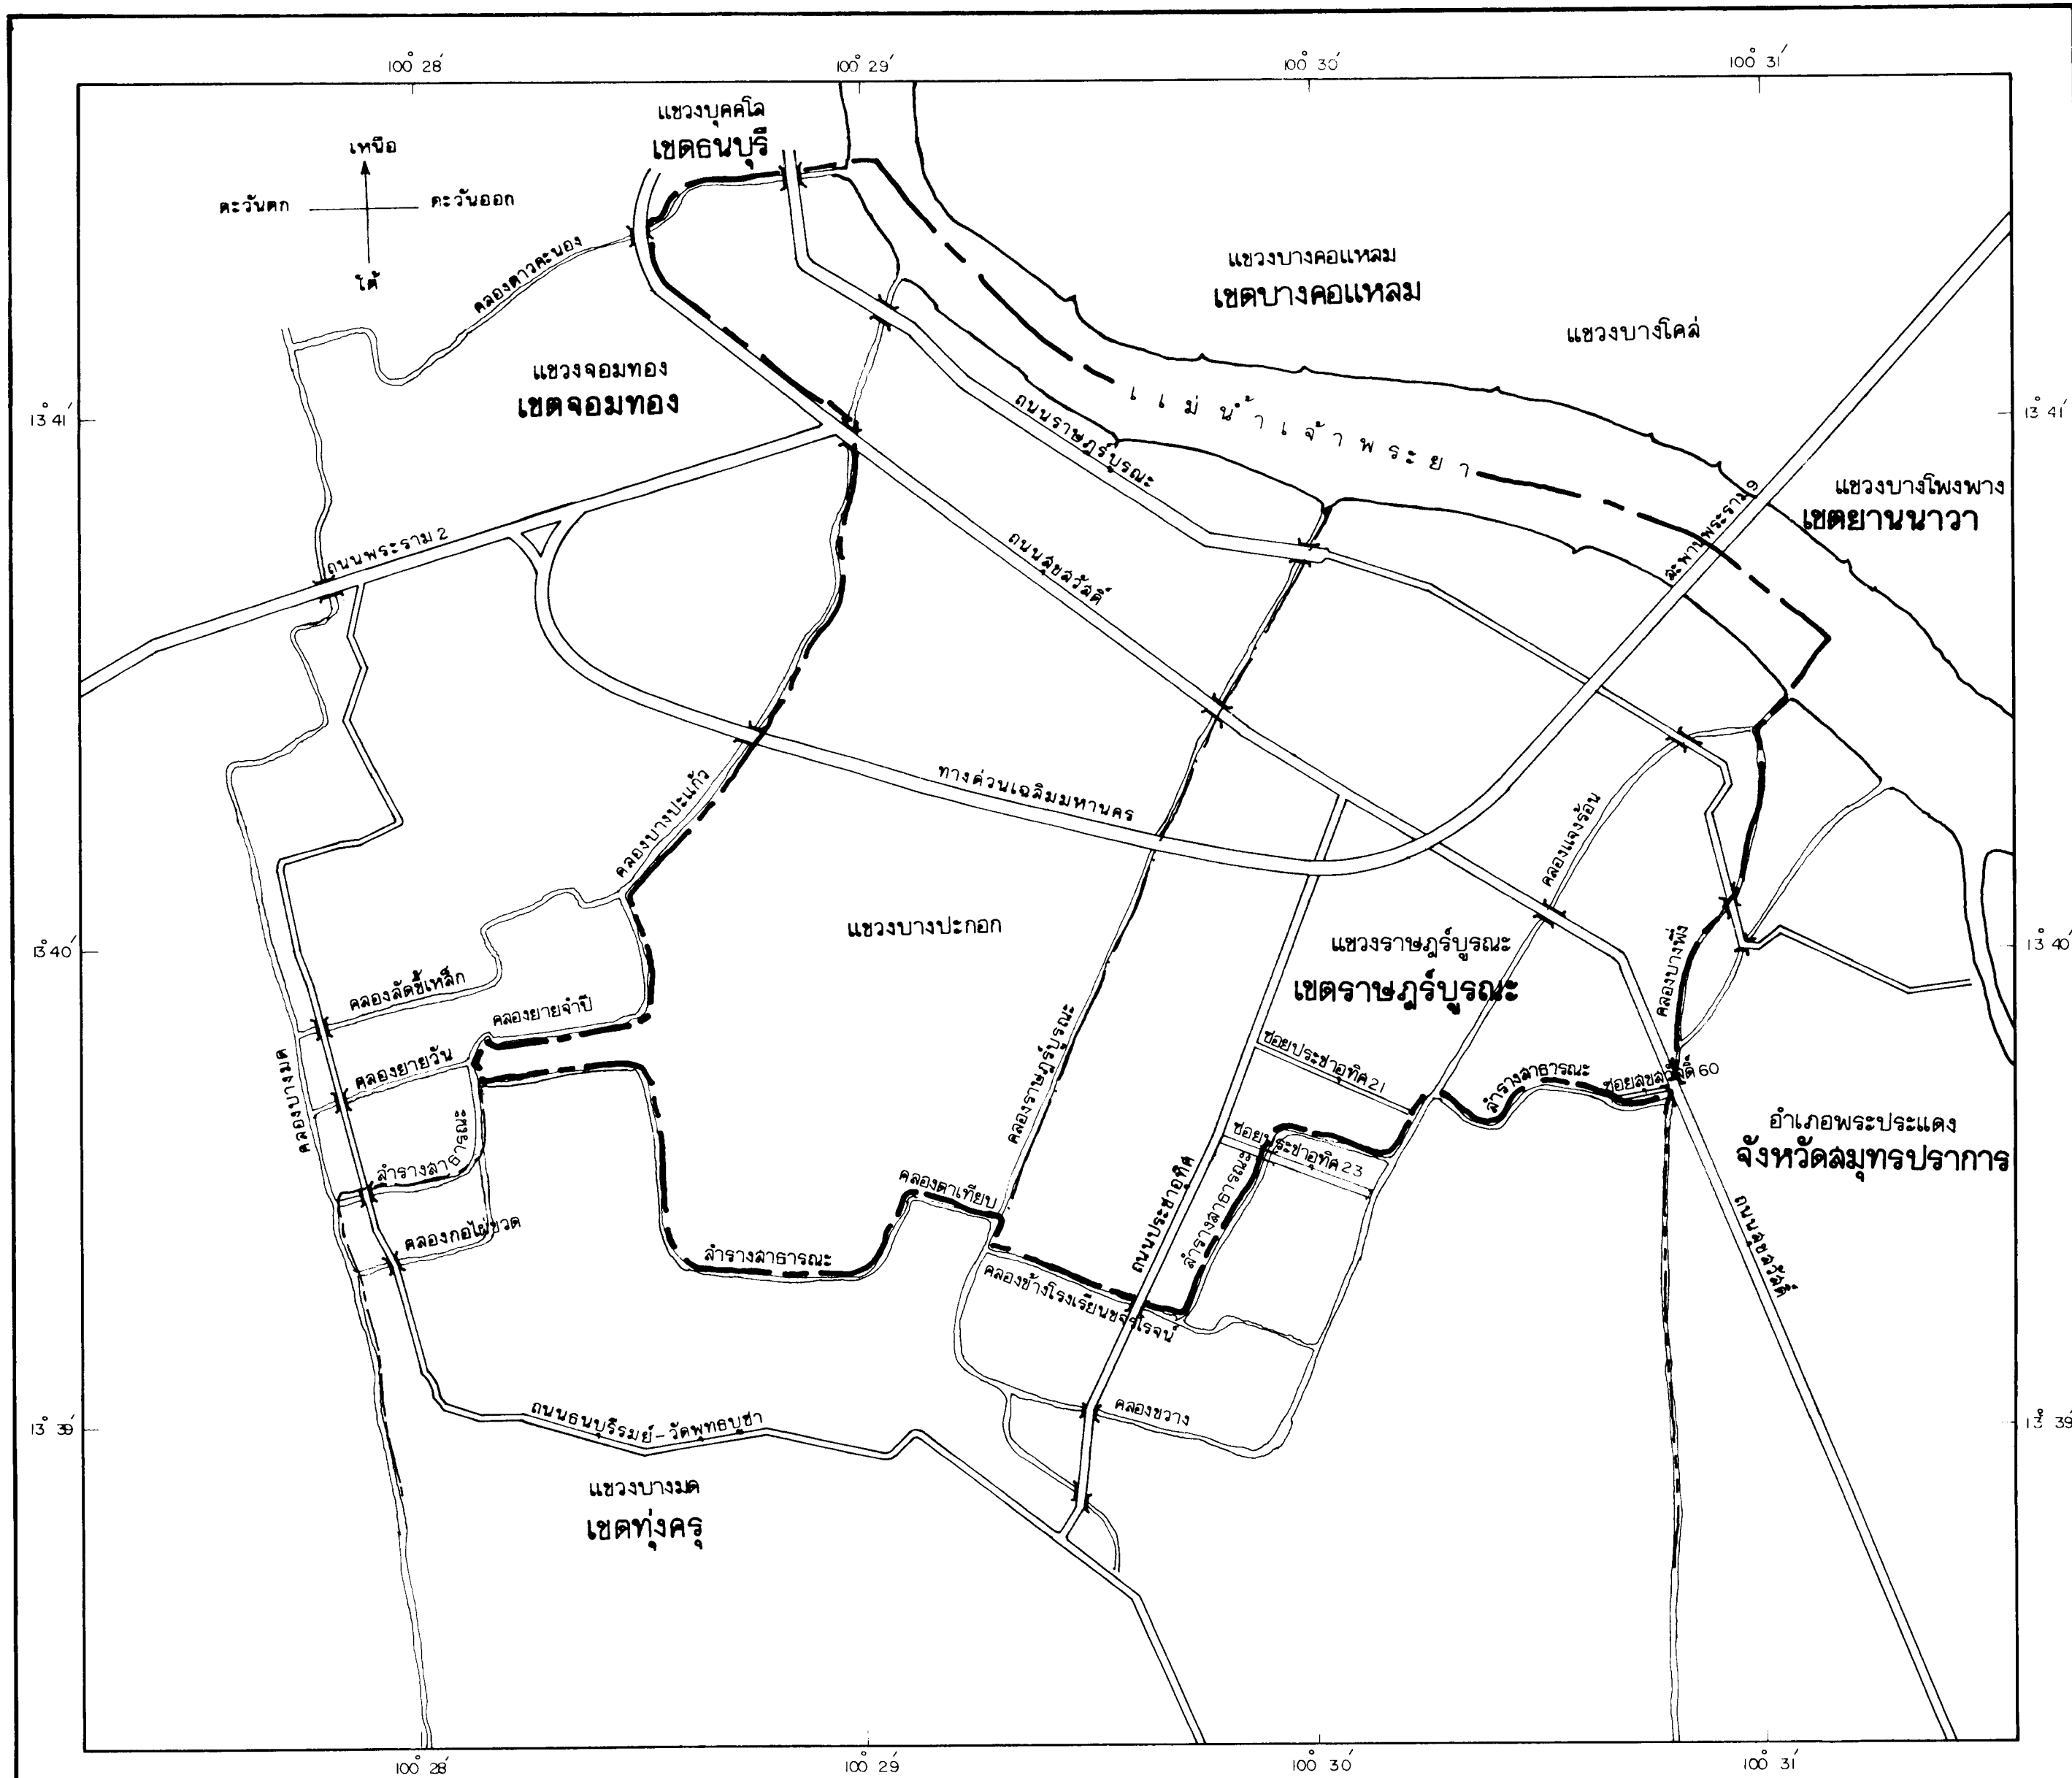 100° 28′
100° 29′
100° 30′
100° 31′
แขวงบุคคโล
เขตธนบุรี
เหนือ
ตะวันตก
ตะวันออก
ใต้
คลองดาวคะนอง
แขวงบางคอแหลม
เขตบางคอแหลม
แขวงบางโคล่
แขวงจอมทอง
เขตจอมทอง
13° 41′
13° 41′
แม่น้ำเจ้าพระยา
ถนนราษฎร์บูรณะ
แขวงบางโพงพาง
เขตยานนาวา
สะพานพระราม 9
ถนนพระราม 2
ถนนสุขสวัสดิ์
ทางด่วนเฉลิมมหานคร
คลองบางปะแก้ว
คลองแจงร้อน
แขวงบางปะกอก
แขวงราษฎร์บูรณะ
เขตราษฎร์บูรณะ
13° 40′
13° 40′
คลองบางพึ่ง
คลองลัดขี้เหล็ก
คลองยายจำปี
คลองราษฎร์บูรณะ
คลองยายวัน
คลองบางมด
ซอยประชาอุทิศ 21
ลำรางสาธารณะ
ซอยสุขสวัสดิ์ 60
อำเภอพระประแดง
จังหวัดสมุทรปราการ
ลำรางสาธารณะ
ซอยประชาอุทิศ 23
คลองตาเทียบ
ถนนประชาอุทิศ
ลำรางสาธารณะ
คลองกอไผ่ขวด
ลำรางสาธารณะ
คลองข้างโรงเรียนขจรโรจน์
ถนนสุขสวัสดิ์
คลองขวาง
ถนนธนบุรีรมย์-วัดพุทธบูชา
13° 39′
13° 39′
แขวงบางมด
เขตทุ่งครุ
100° 28′
100° 29′
100° 30′
100° 31′